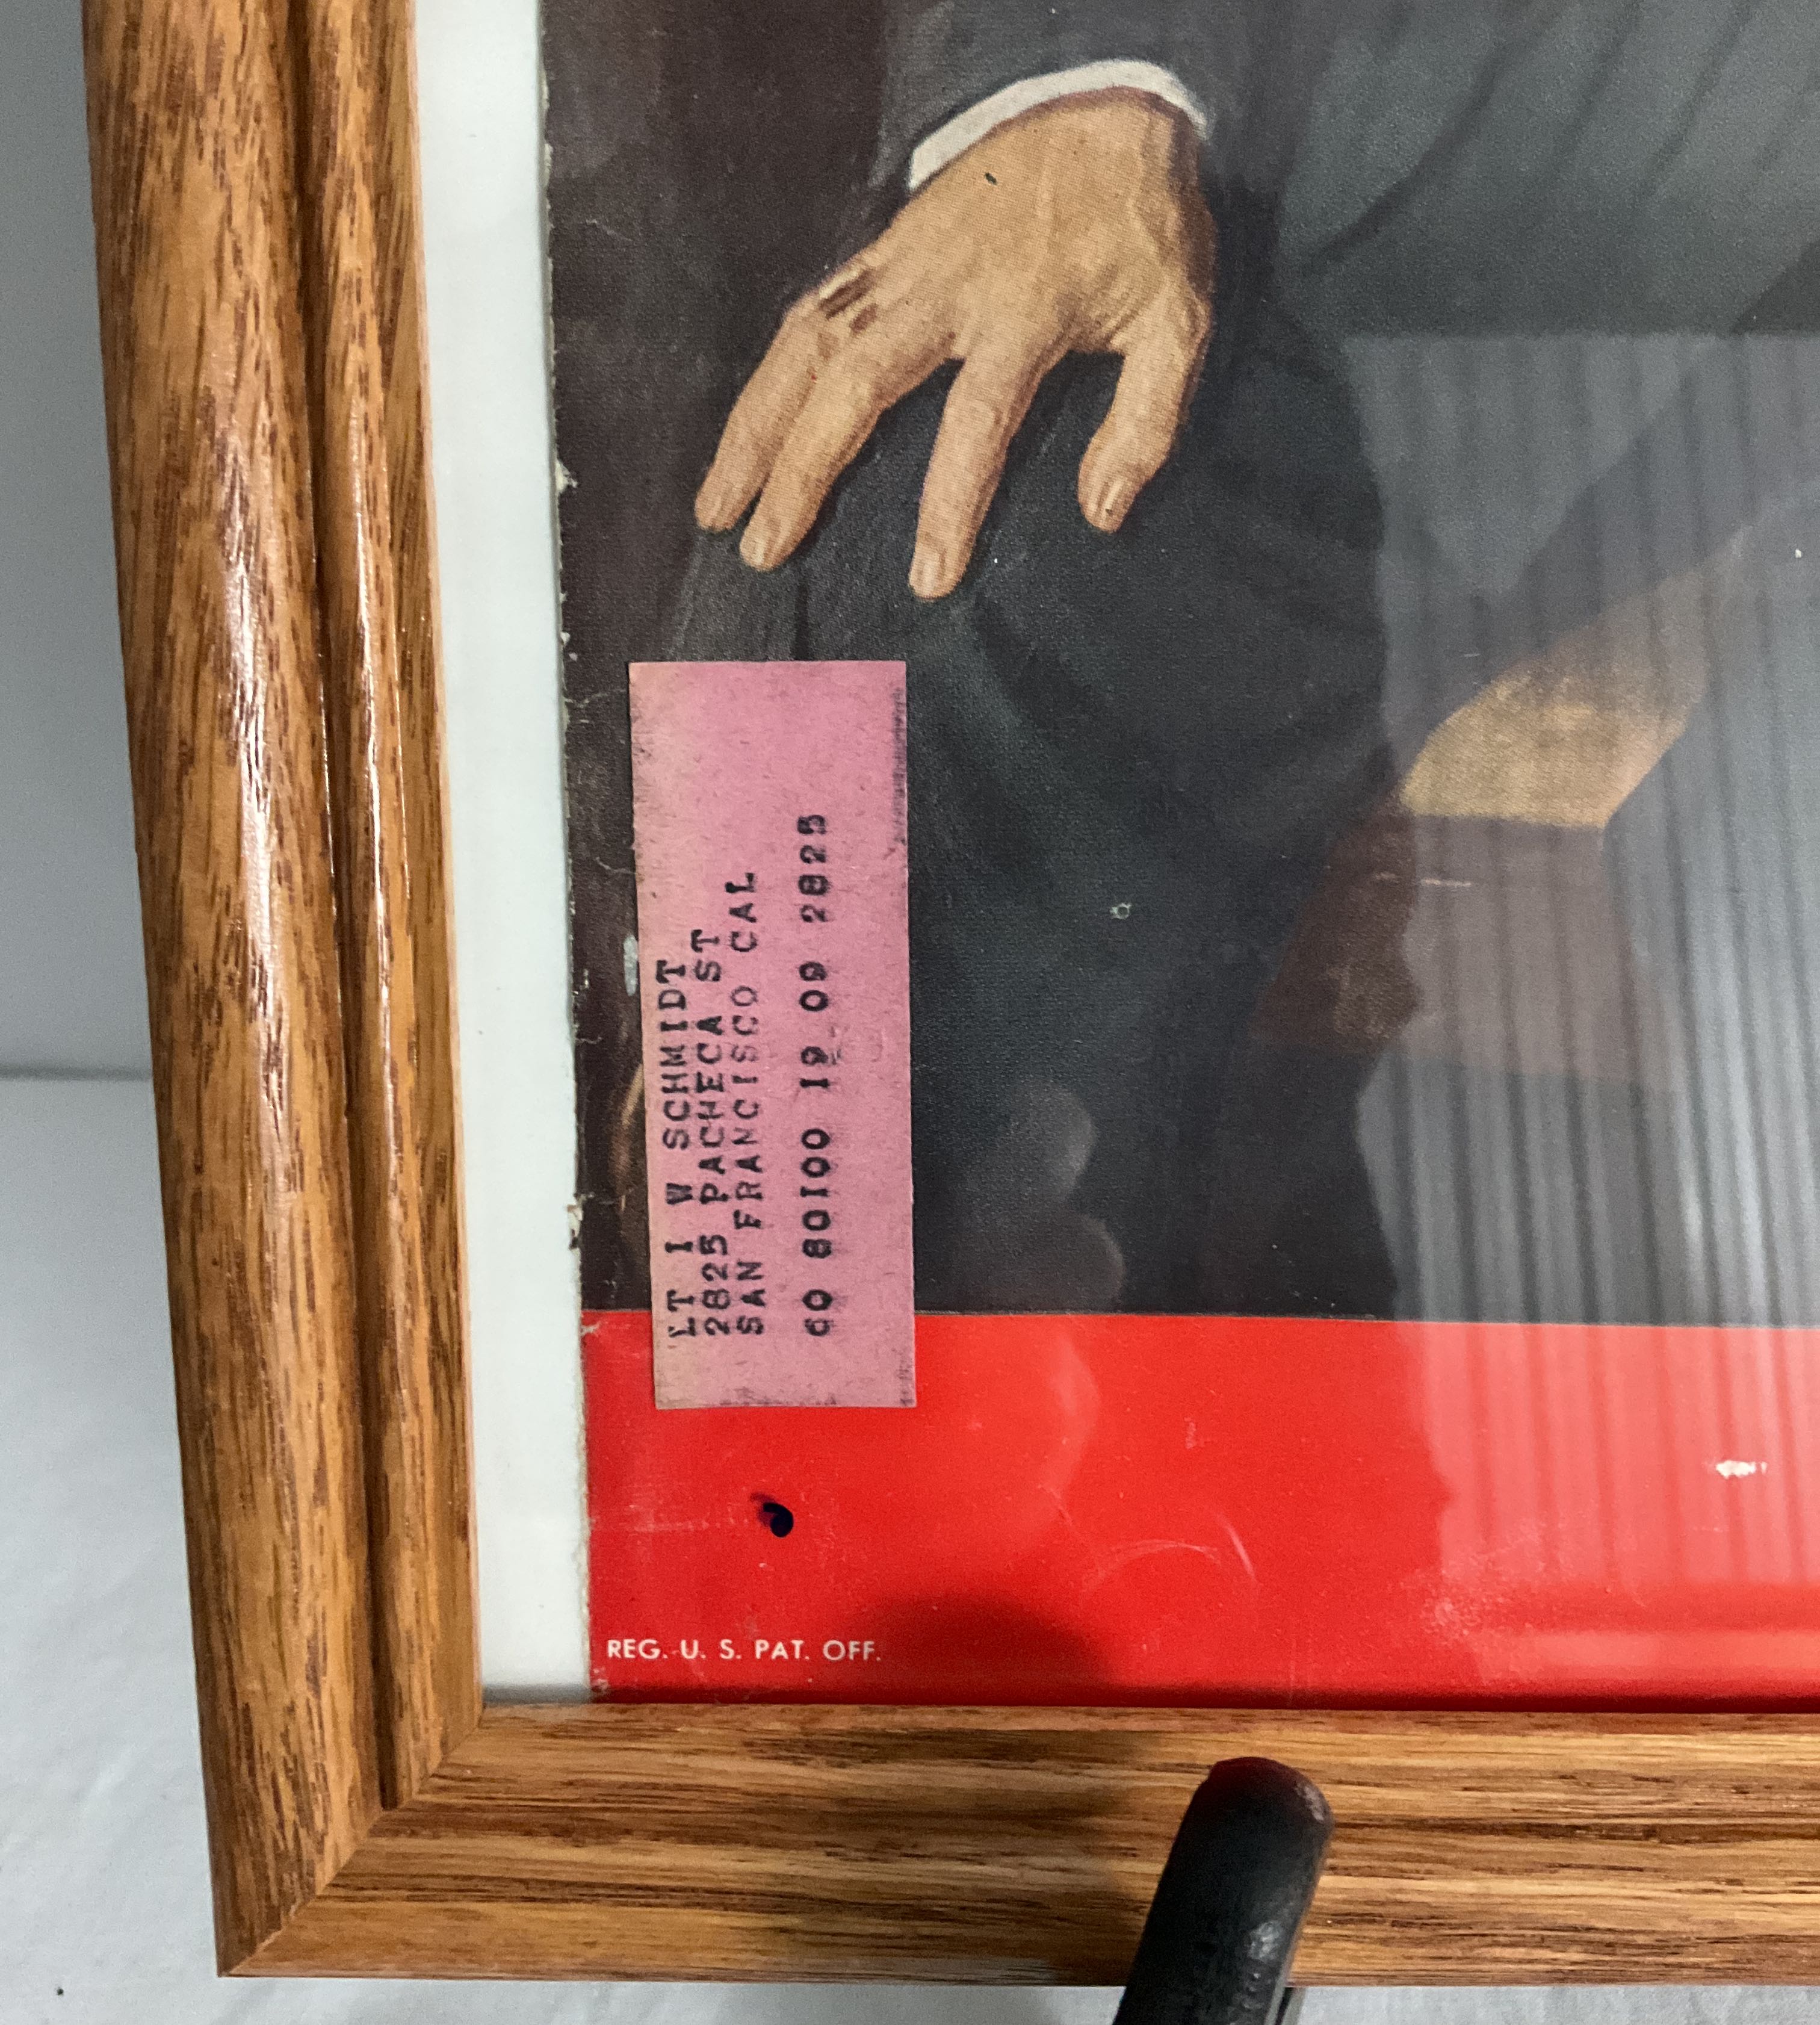 LT I W SCHMIDT
2825 PACHECA ST
SAN FRANCISCO CAL
60 80100 19 09 2825
REG. U. S. PAT. OFF.